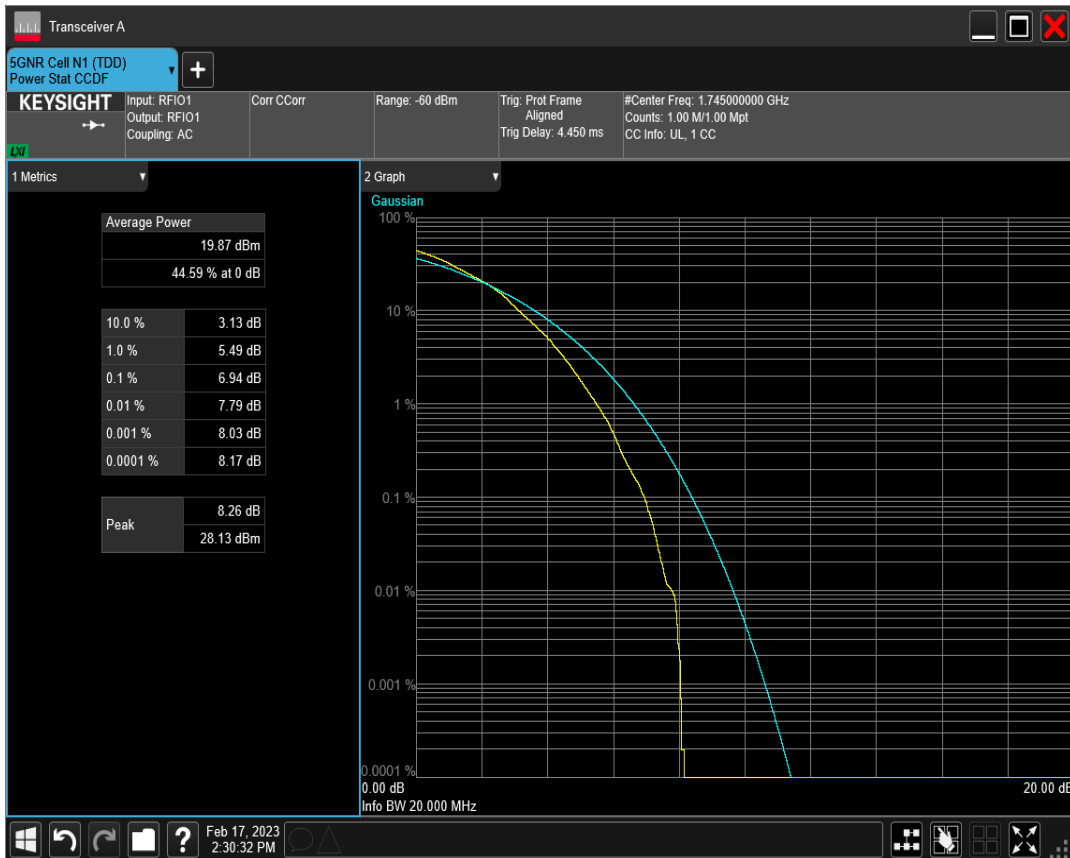 Transceiver A
5GNR Cell N1 (TDD)
Power Stat CCDF
+
KEYSIGHT
LXI
Input: RFIO1
Output: RFIO1
Coupling: AC
Corr CCorr
Range: -60 dBm
Trig: Prot Frame
Aligned
Trig Delay: 4.450 ms
#Center Freq: 1.745000000 GHz
Counts: 1.00 M/1.00 Mpt
CC Info: UL, 1 CC
1 Metrics
Average Power
19.87 dBm
44.59 % at 0 dB
10.0 % 3.13 dB
1.0 % 5.49 dB
0.1 % 6.94 dB
0.01 % 7.79 dB
0.001 % 8.03 dB
0.0001 % 8.17 dB
Peak 8.26 dB
28.13 dBm
2 Graph
Gaussian
100 %
10 %
1 %
0.1 %
0.01 %
0.001 %
0.0001 %
0.00 dB 20.00 dB
Info BW 20.000 MHz
?
Feb 17, 2023
2:30:32 PM